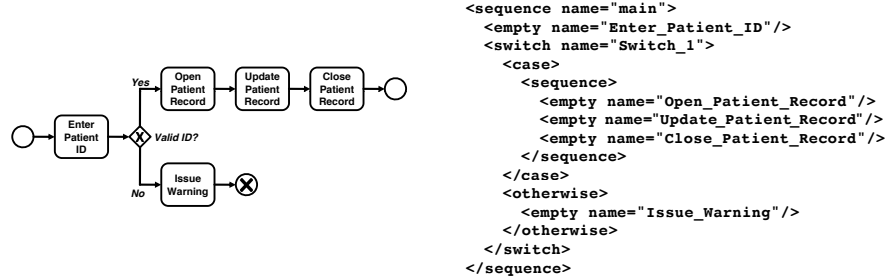 Yes
Open
Patient
Record
Update
Patient
Record
Close
Patient
Record
Enter
Patient
ID
X
Valid ID?
No
Issue
Warning
<sequence name="main">
<empty name="Enter_Patient_ID"/>
<switch name="Switch_1">
<case>
<sequence>
<empty name="Open_Patient_Record"/>
<empty name="Update_Patient_Record"/>
<empty name="Close_Patient_Record"/>
</sequence>
</case>
<otherwise>
<empty name="Issue_Warning"/>
</otherwise>
</switch>
</sequence>